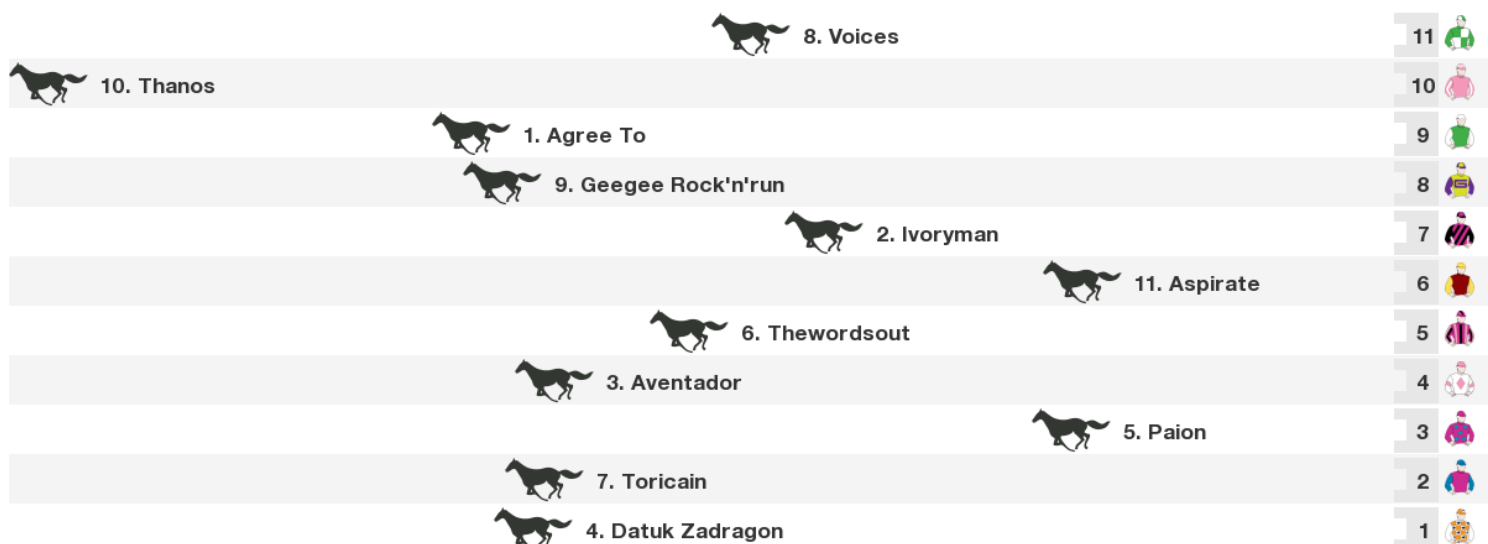 8. Voices 11
10. Thanos 10
1. Agree To 9
9. Geegee Rock'n'run 8
2. Ivoryman 7
11. Aspirate 6
6. Thewordsout 5
3. Aventador 4
5. Paion 3
7. Toricain 2
4. Datuk Zadragon 1